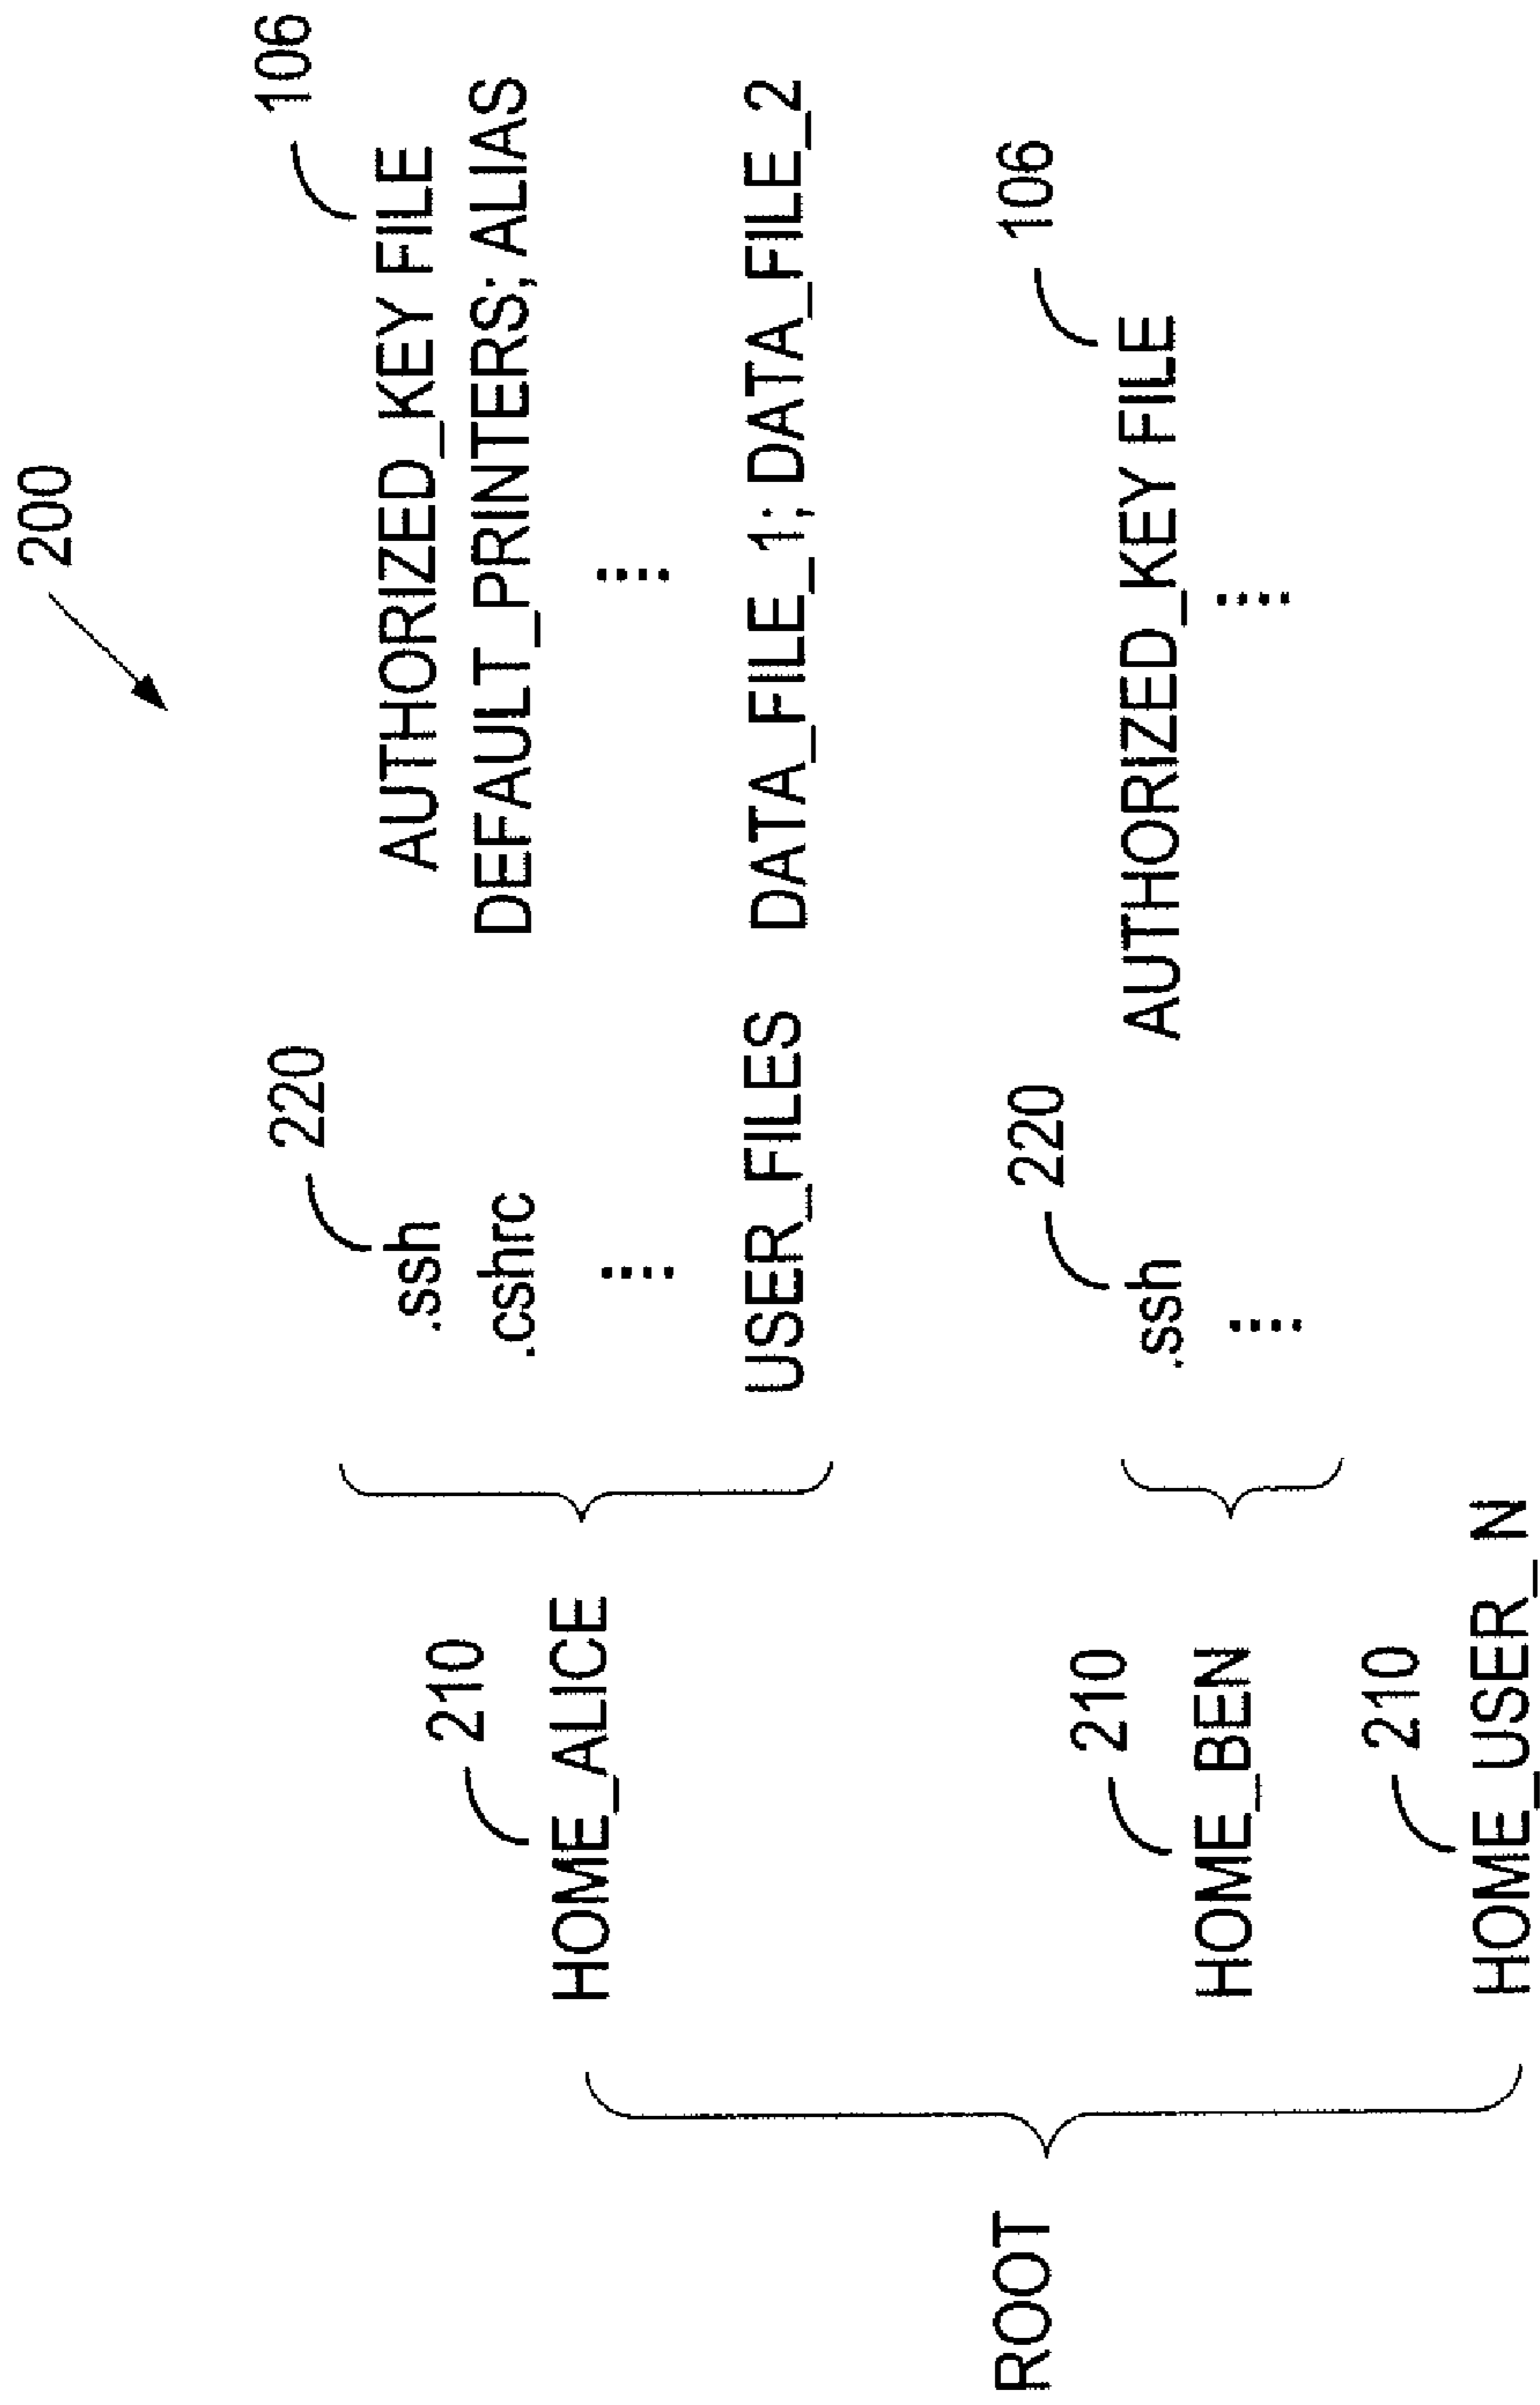 200
106
220
.ssh AUTHORIZED_KEY FILE
.cshrc DEFAULT_PRINTERS; ALIAS
210
HOME_ALICE
USER_FILES DATA_FILE_1; DATA_FILE_2
106
220
ROOT
.ssh AUTHORIZED_KEY FILE
210
HOME_BEN
210
HOME_USER_N